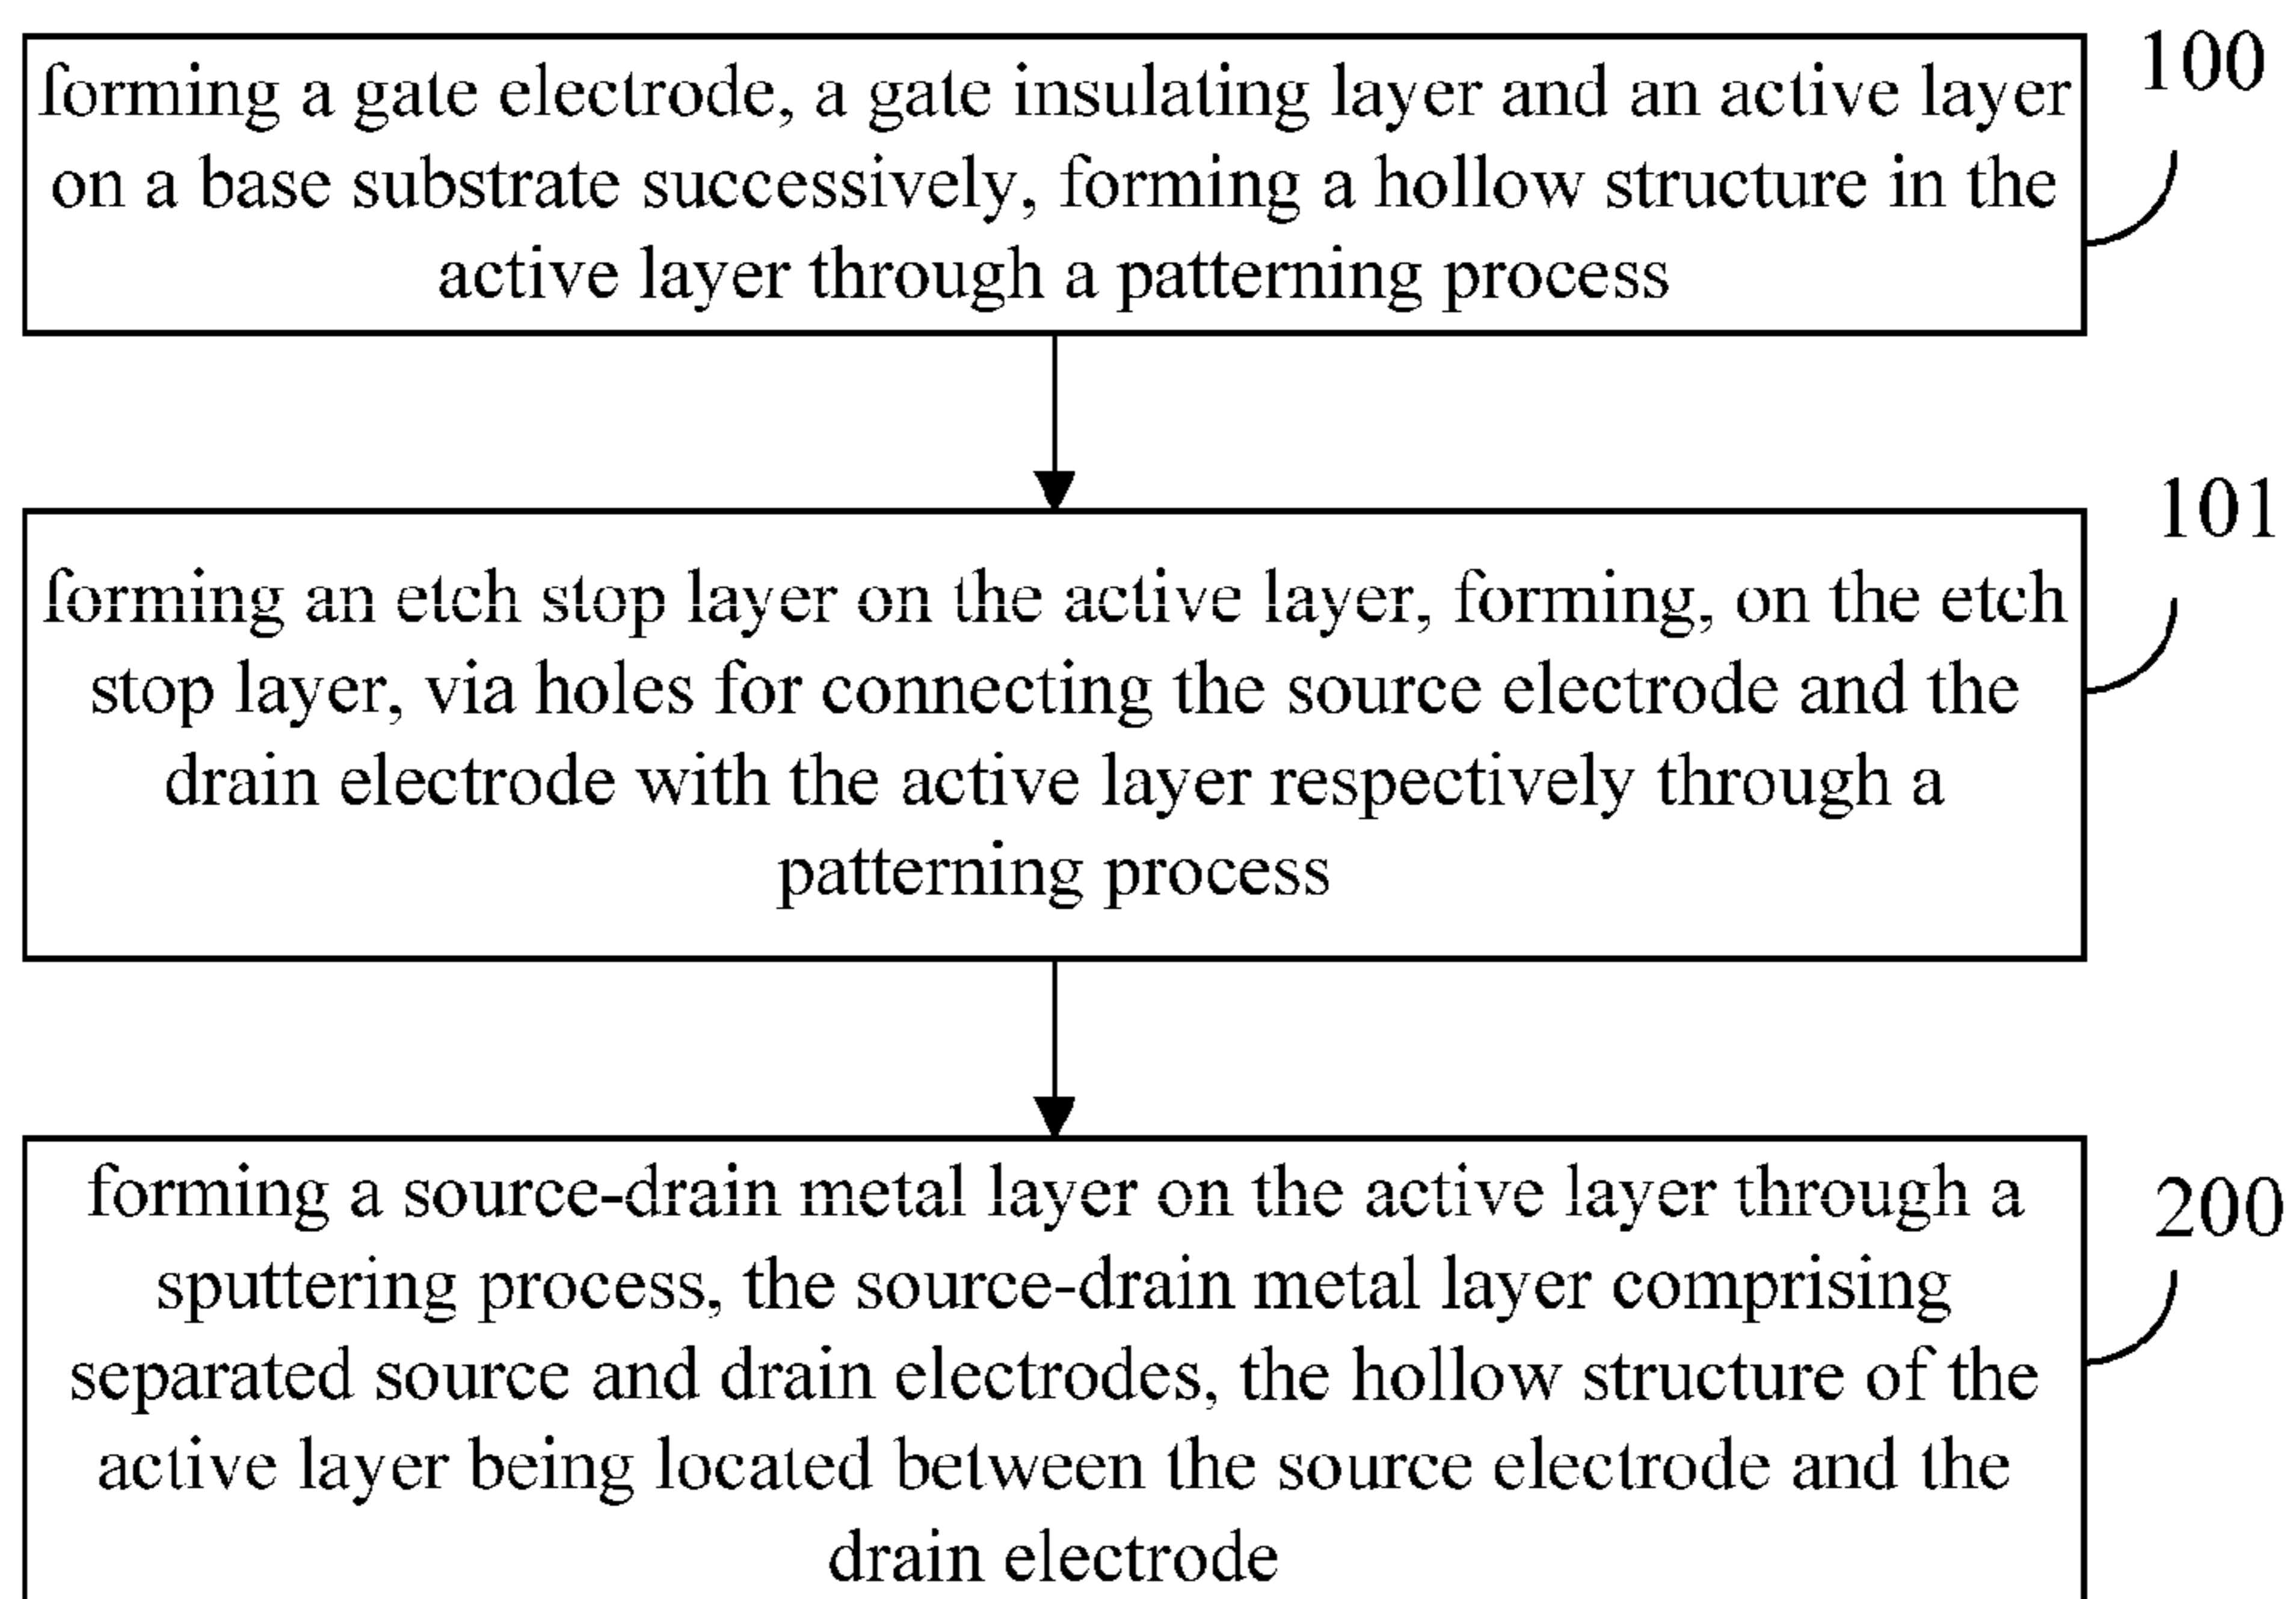 forming a gate electrode, a gate insulating layer and an active layer
on a base substrate successively, forming a hollow structure in the
active layer through a patterning process
100
forming an etch stop layer on the active layer, forming, on the etch
stop layer, via holes for connecting the source electrode and the
drain electrode with the active layer respectively through a
patterning process
101
forming a source-drain metal layer on the active layer through a
sputtering process, the source-drain metal layer comprising
separated source and drain electrodes, the hollow structure of the
active layer being located between the source electrode and the
drain electrode
200